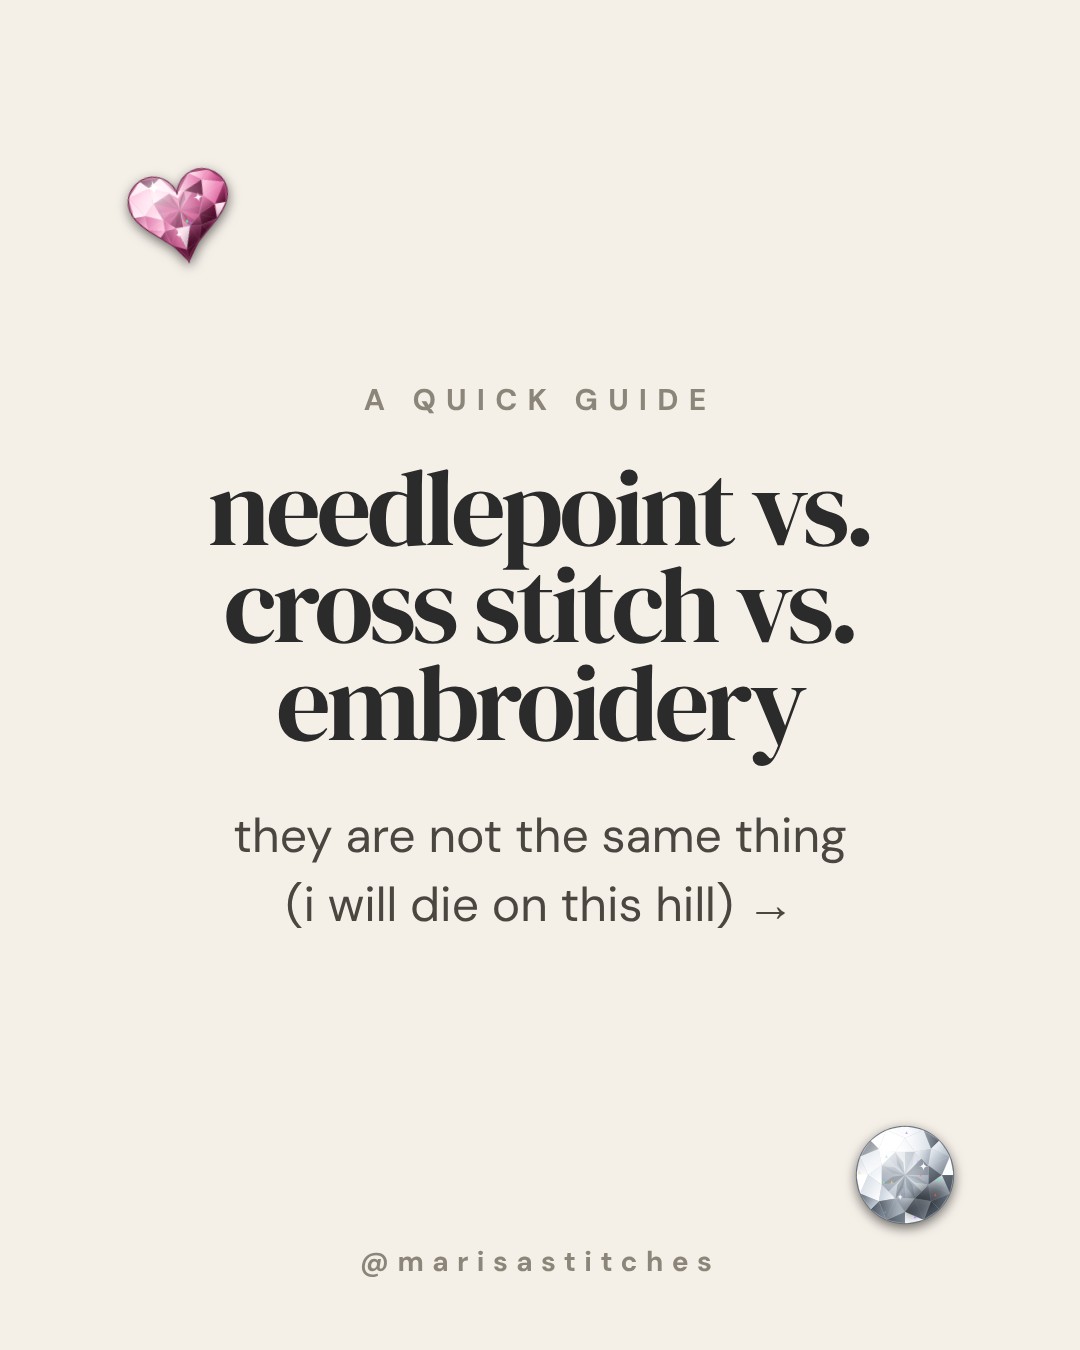 A QUICK GUIDE
needlepoint vs.
cross stitch vs.
embroidery
they are not the same thing
(i will die on this hill) →
@marisastitches